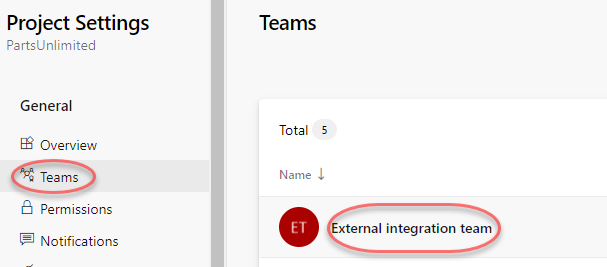 Project Settings
PartsUnlimited
General
Overview
Teams
Permissions
Notifications
Teams
Total 5
Name ↓
ET External integration team